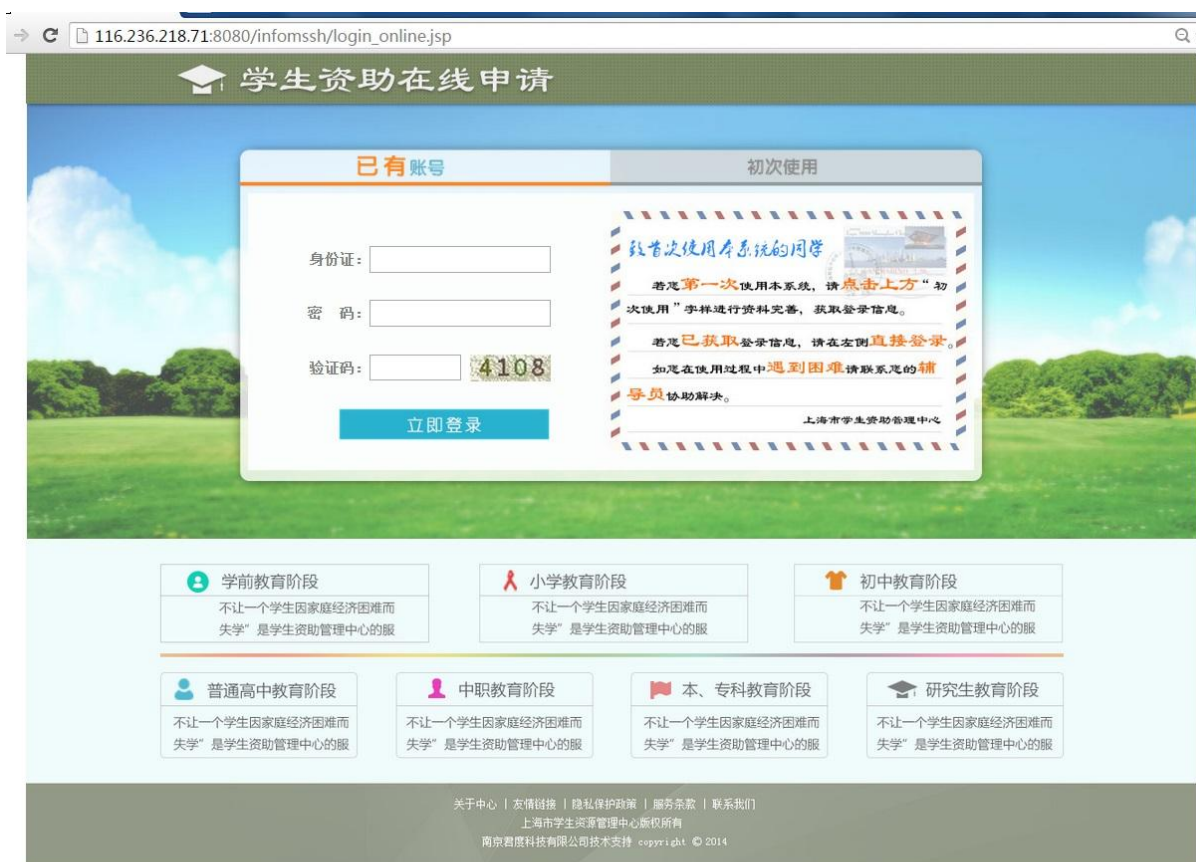 116.236.218.71:8080/infomssh/login_online.jsp
学生资助在线申请
已有账号
初次使用
身份证：
密 码：
验证码：
4108
立即登录
致首次使用本系统的同学
若您第一次使用本系统，请点击上方“初
次使用”字样进行资料完善，获取登录信息。
若您已获取登录信息，请在左侧直接登录。
如您在使用过程中遇到困难请联系您的辅
导员协助解决。
上海市学生资助管理中心
学前教育阶段
不让一个学生因家庭经济困难而
失学”是学生资助管理中心的服
小学教育阶段
不让一个学生因家庭经济困难而
失学”是学生资助管理中心的服
初中教育阶段
不让一个学生因家庭经济困难而
失学”是学生资助管理中心的服
普通高中教育阶段
不让一个学生因家庭经济困难而
失学”是学生资助管理中心的服
中职教育阶段
不让一个学生因家庭经济困难而
失学”是学生资助管理中心的服
本、专科教育阶段
不让一个学生因家庭经济困难而
失学”是学生资助管理中心的服
研究生教育阶段
不让一个学生因家庭经济困难而
失学”是学生资助管理中心的服
关于中心 | 友情链接 | 隐私保护政策 | 服务条款 | 联系我们
上海市学生资源管理中心版权所有
南京君度科技有限公司技术支持 copyright © 2014